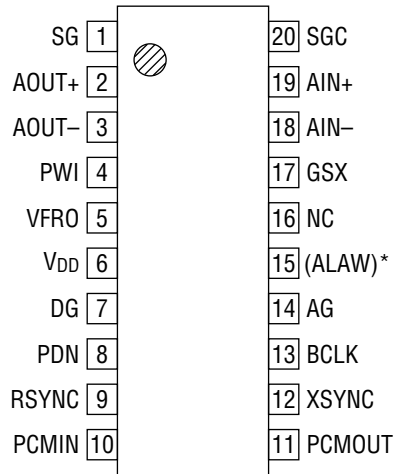 SG 1 20 SGC
AOUT+ 2 19 AIN+
AOUT– 3 18 AIN–
PWI 4 17 GSX
VFRO 5 16 NC
VDD 6 15 (ALAW)*
DG 7 14 AG
PDN 8 13 BCLK
RSYNC 9 12 XSYNC
PCMIN 10 11 PCMOUT